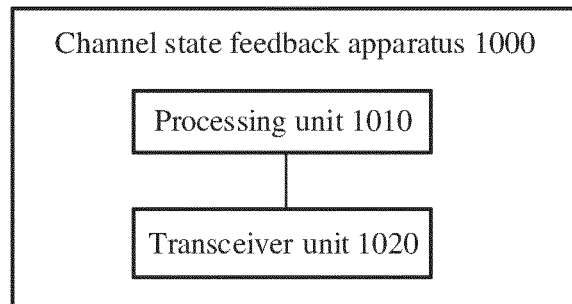 Channel state feedback apparatus 1000
Processing unit 1010
Transceiver unit 1020